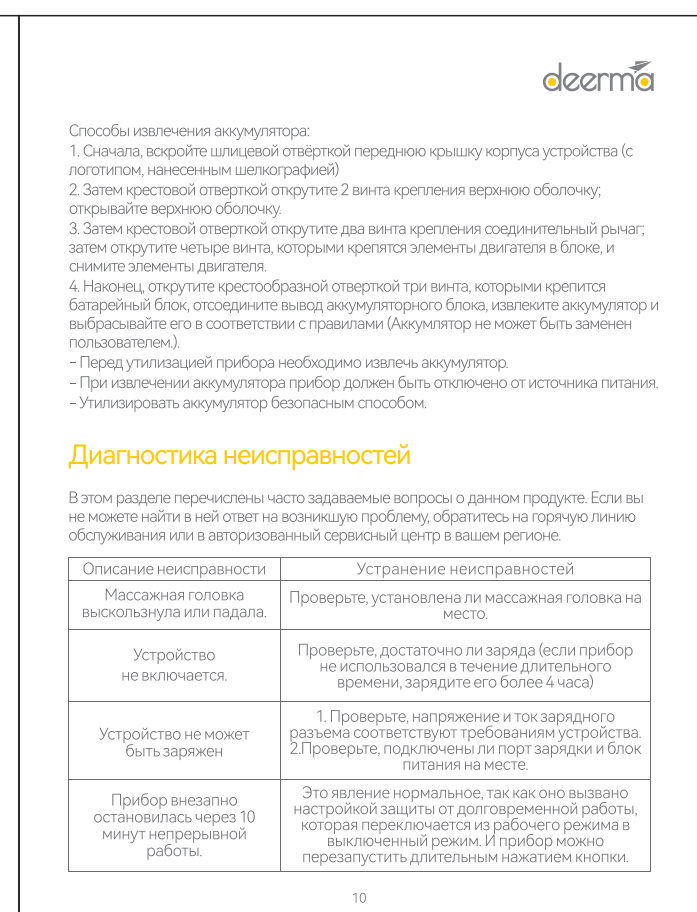 deerma
Способы извлечения аккумулятора:
1. Сначала, вскройте шлицевой отвёрткой переднюю крышку корпуса устройства (с
логотипом, нанесенным шелкографией)
2. Затем крестовой отверткой открутите 2 винта крепления верхнюю оболочку;
открывайте верхнюю оболочку.
3. Затем крестовой отверткой открутите два винта крепления соединительный рычаг;
затем открутите четыре винта, которыми крепятся элементы двигателя в блоке, и
снимите элементы двигателя.
4. Наконец, открутите крестообразной отверткой три винта, которыми крепится
батарейный блок, отсоедините вывод аккумуляторного блока, извлеките аккумулятор и
выбрасывайте его в соответствии с правилами (Аккумлятор не может быть заменен
пользователем.).
– Перед утилизацией прибора необходимо извлечь аккумулятор.
– При извлечении аккумулятора прибор должен быть отключено от источника питания.
– Утилизировать аккумулятор безопасным способом.
Диагностика неисправностей
В этом разделе перечислены часто задаваемые вопросы о данном продукте. Если вы
не можете найти в ней ответ на возникшую проблему, обратитесь на горячую линию
обслуживания или в авторизованный сервисный центр в вашем регионе.
Описание неисправности
Устранение неисправностей
Массажная головка
выскользнула или падала.
Проверьте, установлена ли массажная головка на
место.
Устройство
не включается.
Проверьте, достаточно ли заряда (если прибор
не использовался в течение длительного
времени, зарядите его более 4 часа)
Устройство не может
быть заряжен
1. Проверьте, напряжение и ток зарядного
разъема соответствуют требованиям устройства.
2.Проверьте, подключены ли порт зарядки и блок
питания на месте.
Прибор внезапно
остановилась через 10
минут непрерывной
работы.
Это явление нормальное, так как оно вызвано
настройкой защиты от долговременной работы,
которая переключается из рабочего режима в
выключенный режим. И прибор можно
перезапустить длительным нажатием кнопки.
10